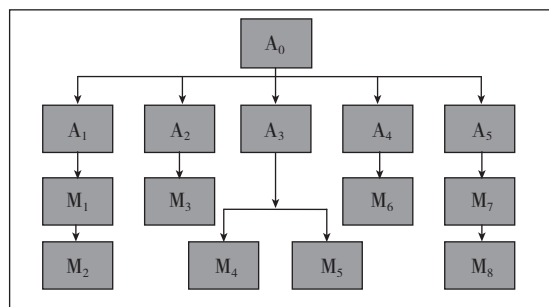 A₀
A₁ A₂ A₃ A₄ A₅
M₁ M₃ M₆ M₇
M₂ M₄ M₅ M₈